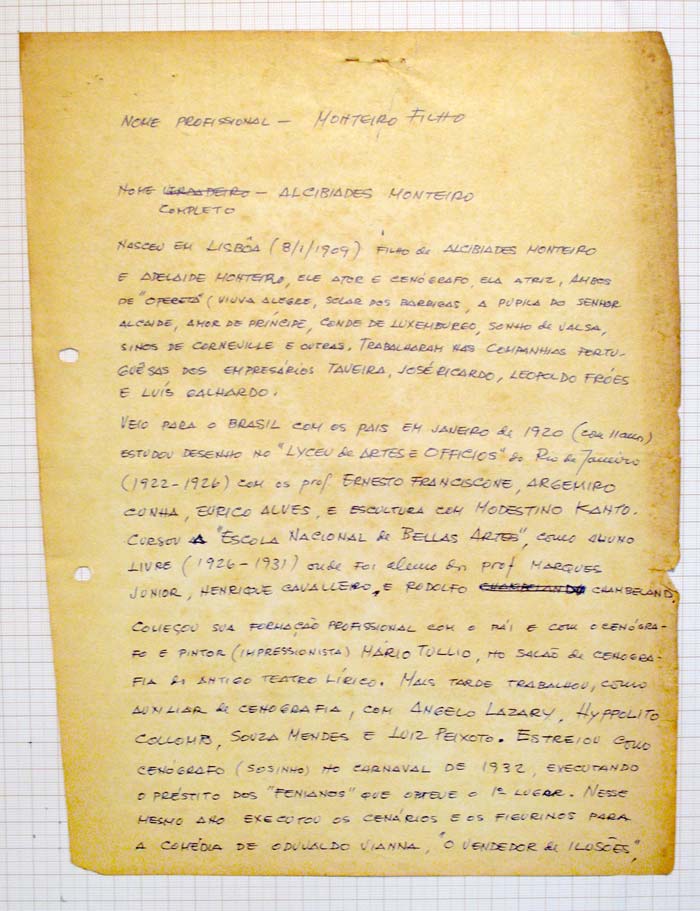 NOME PROFISSIONAL — MONTEIRO FILHO
NOME VERDADEIRO — ALCIBIADES MONTEIRO
COMPLETO
NASCEU EM LISBÔA (8/1/1909) FILHO de ALCIBIADES MONTEIRO
E ADELAIDE MONTEIRO, ELE ATOR E CENÓGRAFO, ELA ATRIZ, AMBOS
DE "OPERETA" (VIUVA ALEGRE, SOLAR DOS BARRIGAS, A PUPILA DO SENHOR
ALCAIDE, AMOR DE PRÍNCIPE, CONDE DE LUXEMBURGO, SONHO de VALSA,
SINOS DE CORNEVILLE E OUTRAS. TRABALHARAM NAS COMPANHIAS PORTU-
GUÊSAS DOS EMPRESÁRIOS TAVEIRA, JOSÉ RICARDO, LEOPOLDO FRÓES
E LUÍS GALHARDO.
VEIO PARA O BRASIL COM OS PAIS EM JANEIRO de 1920 (com 11 anos)
ESTUDOU DESENHO NO "LYCEU de ARTES E OFFICIOS" do Rio de Janeiro
(1922-1926) COM OS prof ERNESTO FRANCISCONE, ARGEMIRO
CUNHA, EURICO ALVES, E ESCULTURA COM MODESTINO KANTO.
CURSOU A "ESCOLA NACIONAL de BELLAS ARTES", COMO ALUNO
LIVRE (1926-1931) onde FOI aluno dos prof MARQUES
JUNIOR, HENRIQUE CAVALLEIRO, E RODOLFO CHAMBELAND.
COMEÇOU SUA FORMAÇÃO PROFISSIONAL COM O PÁI E COM O CENÓGRA-
FO E PINTOR (IMPRESSIONISTA) MÁRIO TULLIO, NO SALÃO de CENOGRA-
FIA do ANTIGO TEATRO LÍRICO. MAIS TARDE TRABALHOU, COMO
AUXILIAR de CENOGRAFIA, COM ANGELO LAZARY, HYPPOLITO
COLLOMB, SOUZA MENDES E LUIZ PEIXOTO. ESTREIOU COMO
CENÓGRAFO (SOSINHO) NO CARNAVAL DE 1932, EXECUTANDO
O PRÉSTITO DOS "FENIANOS" QUE OBTEVE O 1º LUGAR. NESSE
MESMO ANO EXECUTOU OS CENÁRIOS E OS FIGURINOS PARA
A COMÉDIA DE ODUVALDO VIANNA, "O VENDEDOR de ILUSÕES",